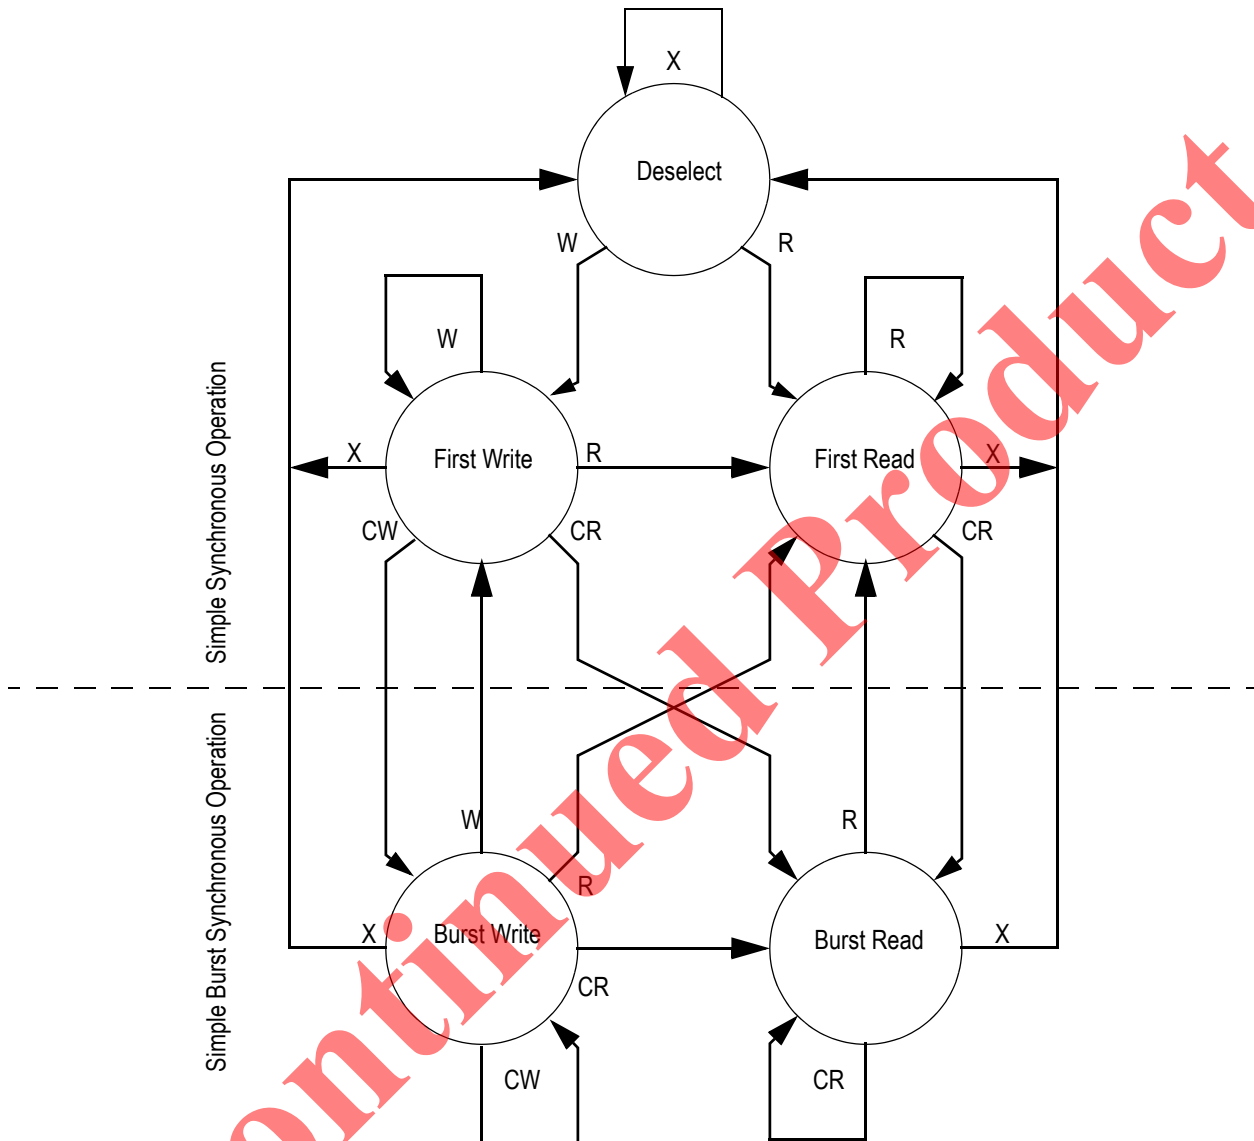 X
Deselect
W
R
W
R
X
First Write
R
First Read
X
CW
CR
CR
Simple Synchronous Operation
W
R
R
X
Burst Write
Burst Read
X
CR
CW
CR
Simple Burst Synchronous Operation
ontinued Product